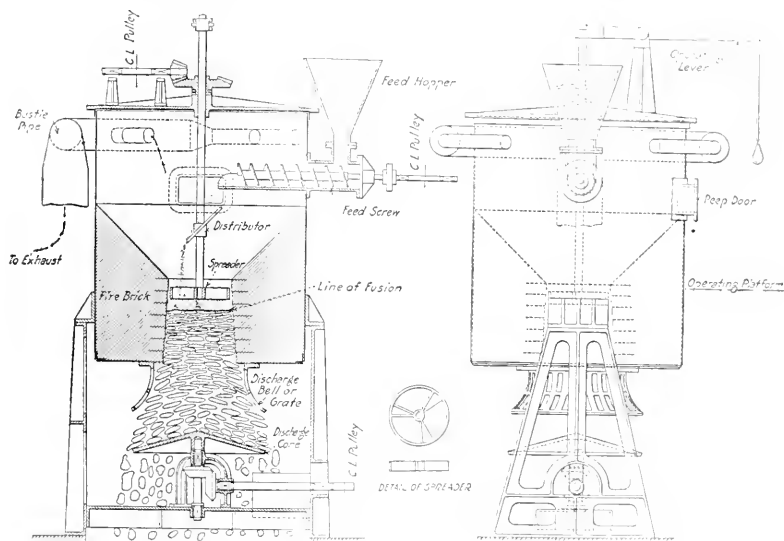 C L Pulley
Feed Hopper
Lever
Bustle
Pipe
C L Pulley
Peep Door
Feed Screw
Distributor
To Exhaust
Spreader
Fire Brick
Line of Fusion
Operating Platform
Discharge
Bell or
Grate
Discharge
Cone
C L Pulley
DETAIL OF SPREADER